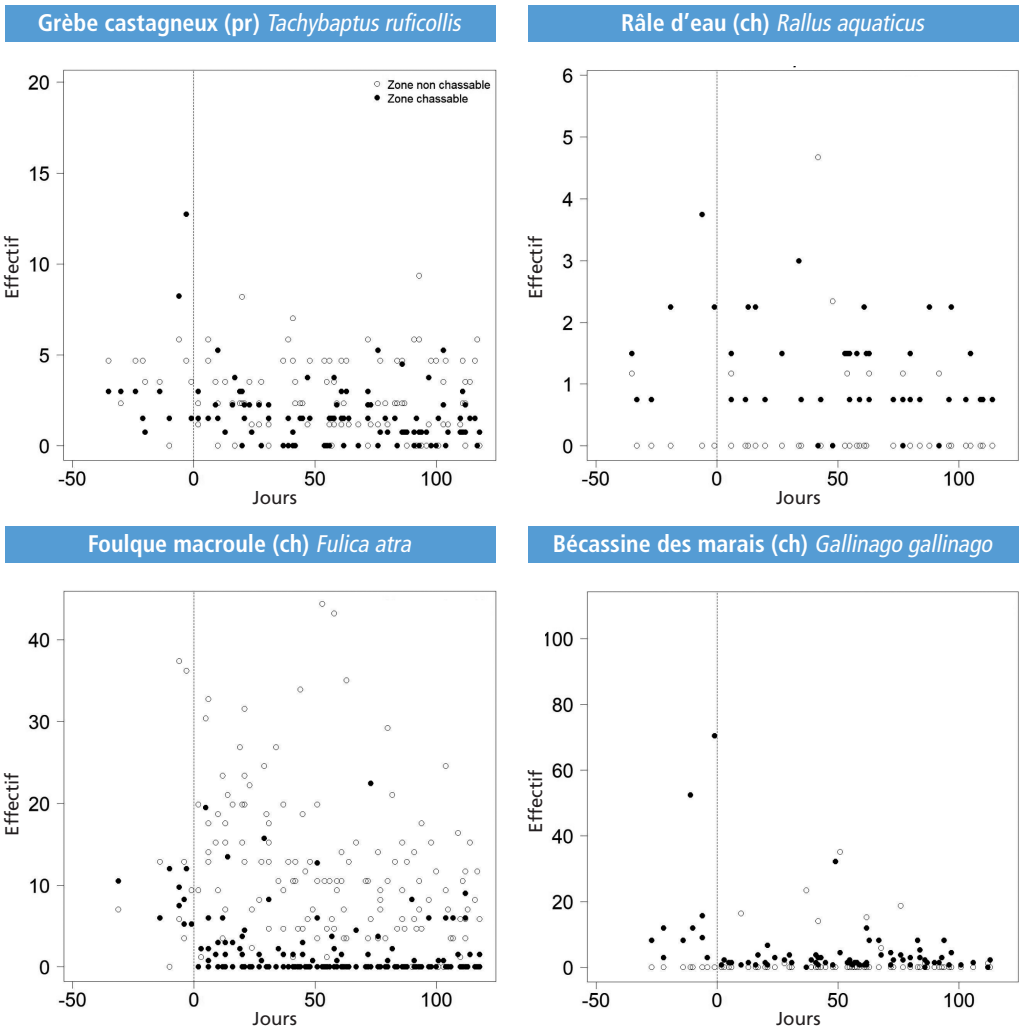 Grèbe castagneux (pr) Tachybaptus ruficollis
20
15
10
5
0
Effectif
Zone non chassable
Zone chassable
-50 0 50 100
Jours
Râle d'eau (ch) Rallus aquaticus
6
5
4
3
2
1
0
Effectif
-50 0 50 100
Jours
Foulque macroule (ch) Fulica atra
40
30
20
10
0
Effectif
-50 0 50 100
Jours
Bécassine des marais (ch) Gallinago gallinago
100
80
60
40
20
0
Effectif
-50 0 50 100
Jours